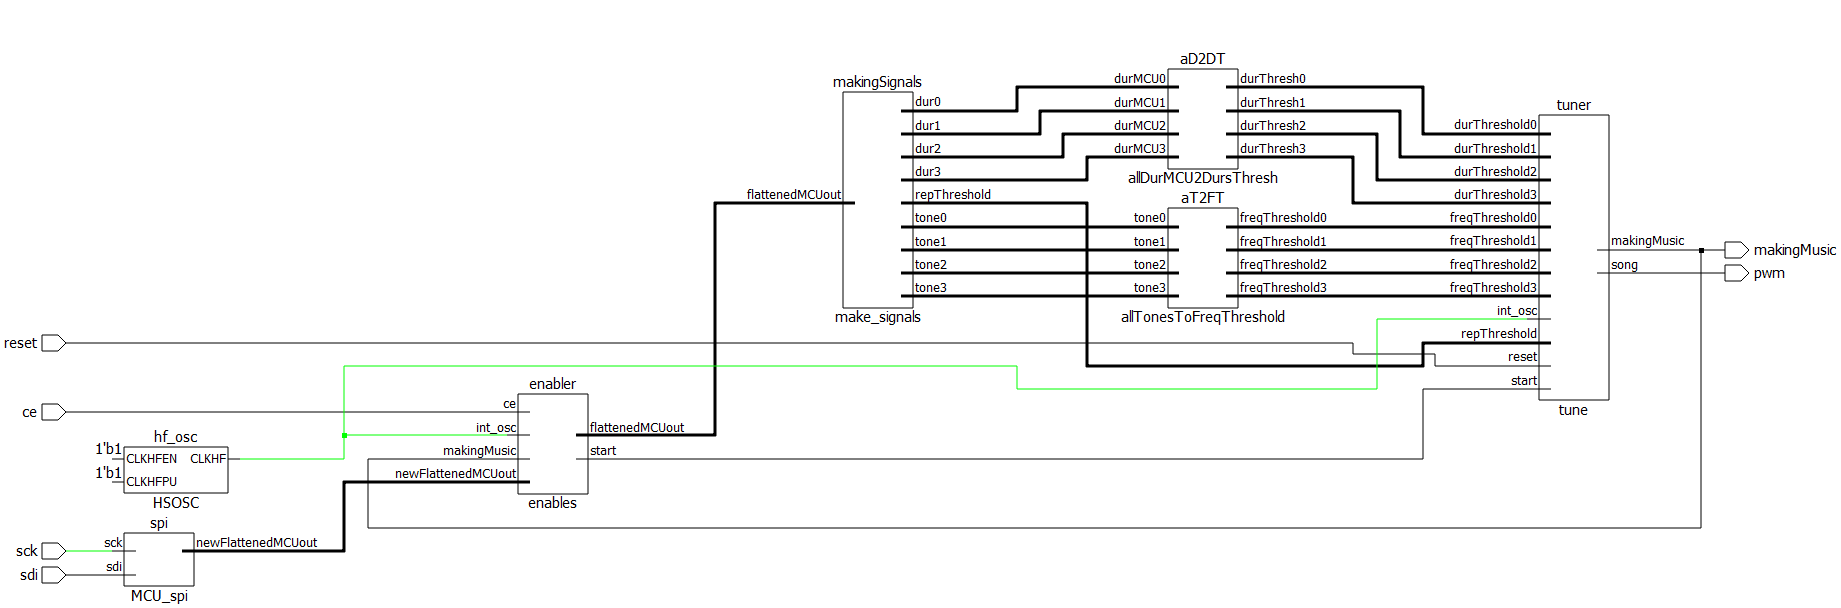 aD2DT
makingSignals
durMCU0
durThresh0
dur0
durMCU1
durThresh1
tuner
dur1
durMCU2
durThresh2
durThreshold0
dur2
durMCU3
durThresh3
durThreshold1
dur3
allDurMCU2DursThresh
durThreshold2
flattenedMCUout
repThreshold
aT2FT
durThreshold3
tone0
tone0
freqThreshold0
freqThreshold0
tone1
tone1
freqThreshold1
freqThreshold1
makingMusic
makingMusic
tone2
tone2
freqThreshold2
freqThreshold2
song
pwm
tone3
tone3
freqThreshold3
freqThreshold3
make_signals
allTonesToFreqThreshold
int_osc
repThreshold
reset
reset
start
enabler
tune
ce
ce
int_osc
flattenedMCUout
hf_osc
makingMusic
start
1'b1
CLKHFEN
CLKHF
newFlattenedMCUout
1'b1
CLKHFPU
HSOSC
enables
spi
sck
sck
newFlattenedMCUout
sdi
sdi
MCU_spi